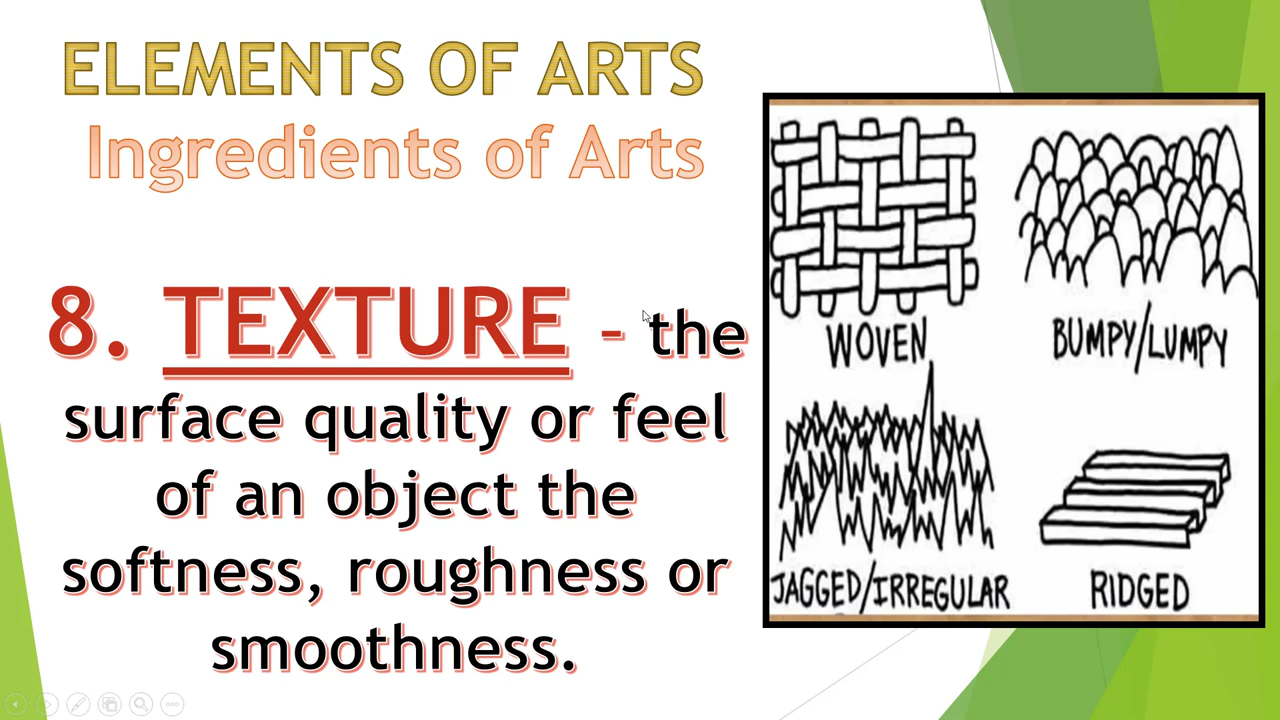 ELEMENTS OF ARTS
Ingredients of Arts
8. TEXTURE - the
surface quality or feel
of an object the
softness, roughness or
smoothness.
WOVEN
BUMPY/LUMPY
JAGGED/IRREGULAR
RIDGED